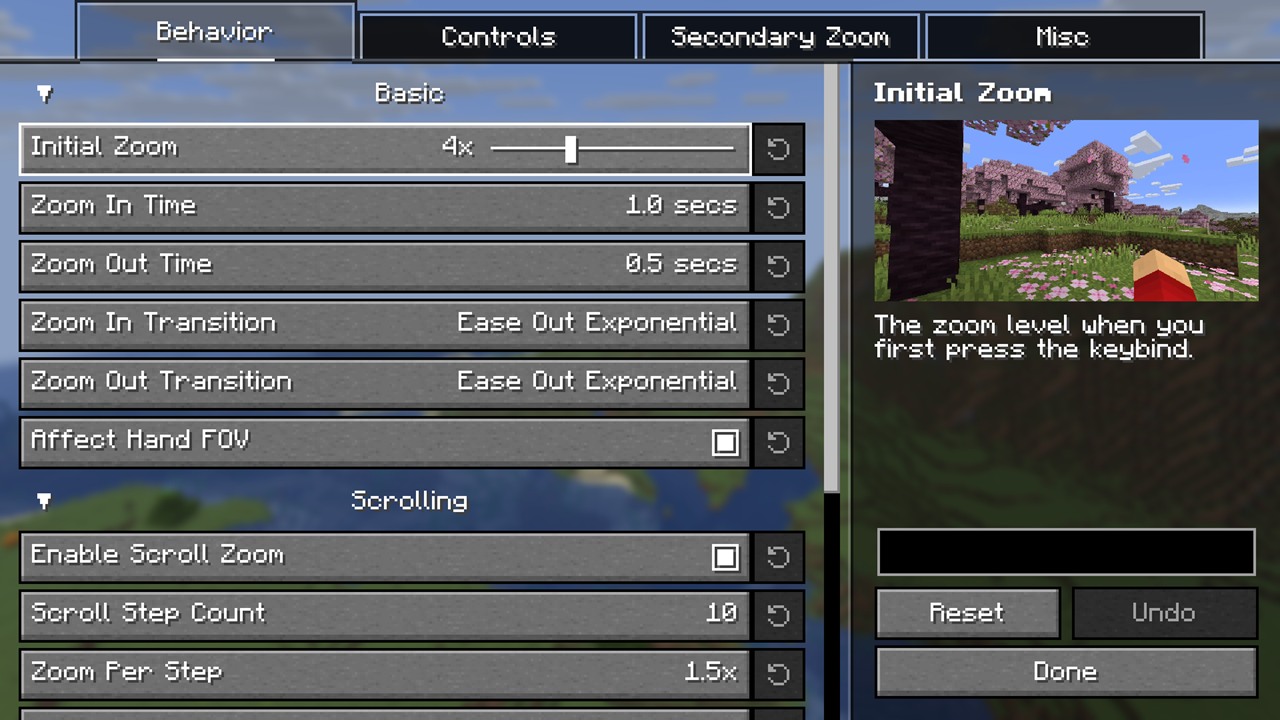 Behavior
Controls
Secondary Zoom
Misc
Basic
Initial Zoom 4x
Zoom In Time 1.0 secs
Zoom Out Time 0.5 secs
Zoom In Transition Ease Out Exponential
Zoom Out Transition Ease Out Exponential
Affect Hand FOV
Scrolling
Enable Scroll Zoom
Scroll Step Count 10
Zoom Per Step 1.5x
Initial Zoom
The zoom level when you
first press the keybind.
Reset
Undo
Done